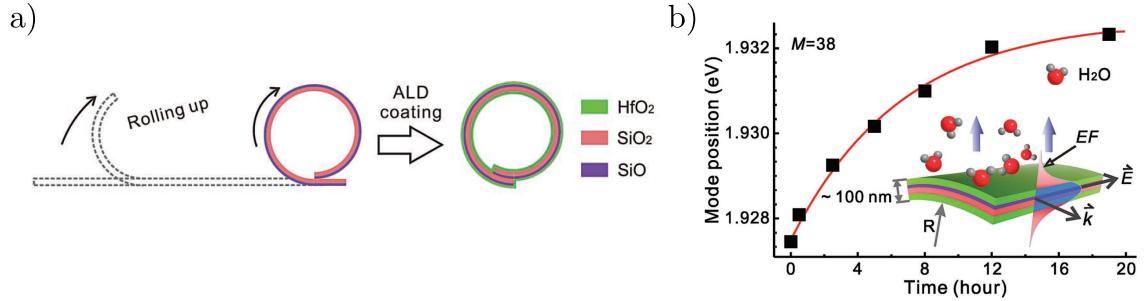 a)
Rolling up
ALD
coating
HfO₂
SiO₂
SiO
b)
Mode position (eV)
1.932
1.930
1.928
M=38
H₂O
EF
~ 100 nm
R
E⃗
k⃗
0
4
8
12
16
20
Time (hour)